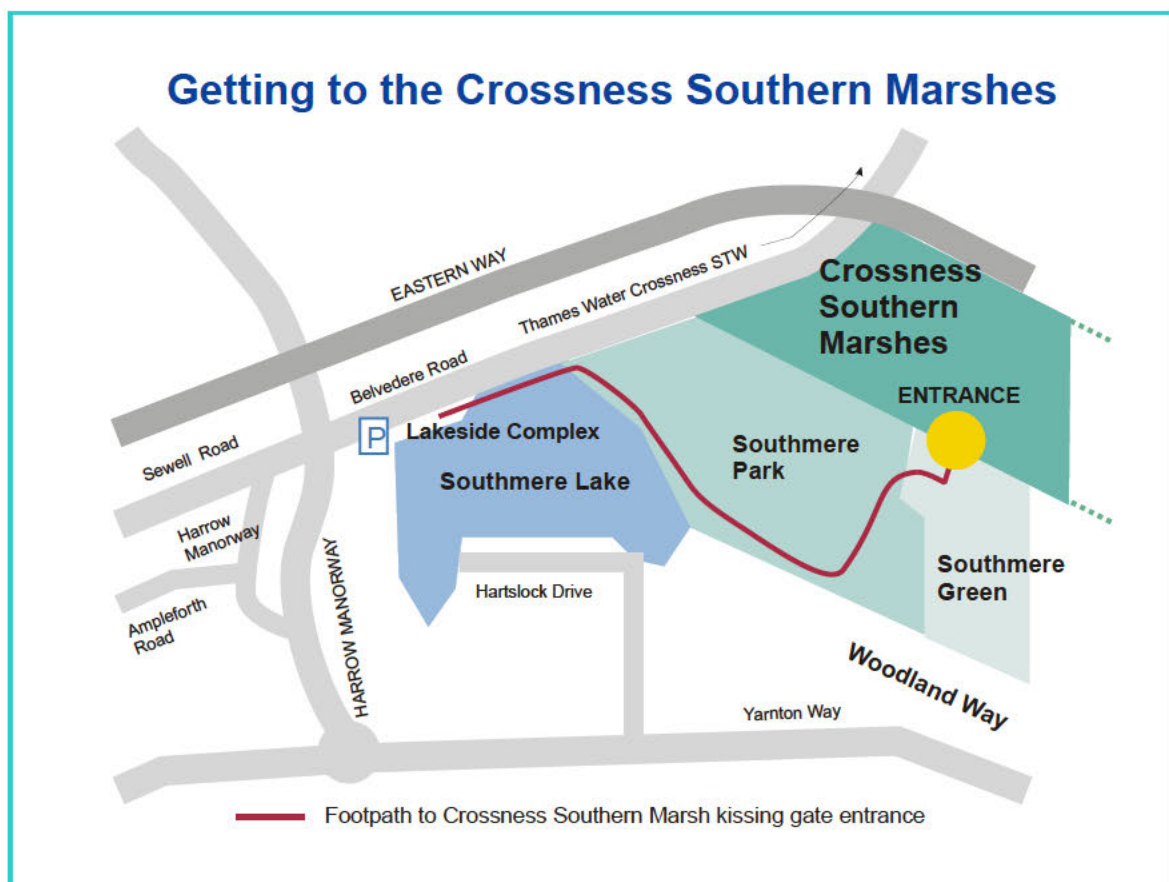 Getting to the Crossness Southern Marshes
EASTERN WAY
Thames Water Crossness STW
Crossness
Southern
Marshes
Belvedere Road
ENTRANCE
P
Lakeside Complex
Sewell Road
Southmere
Park
Southmere Lake
Harrow
Manorway
Southmere
Green
Hartslock Drive
Ampleforth
Road
HARROW MANORWAY
Woodland Way
Yarnton Way
Footpath to Crossness Southern Marsh kissing gate entrance